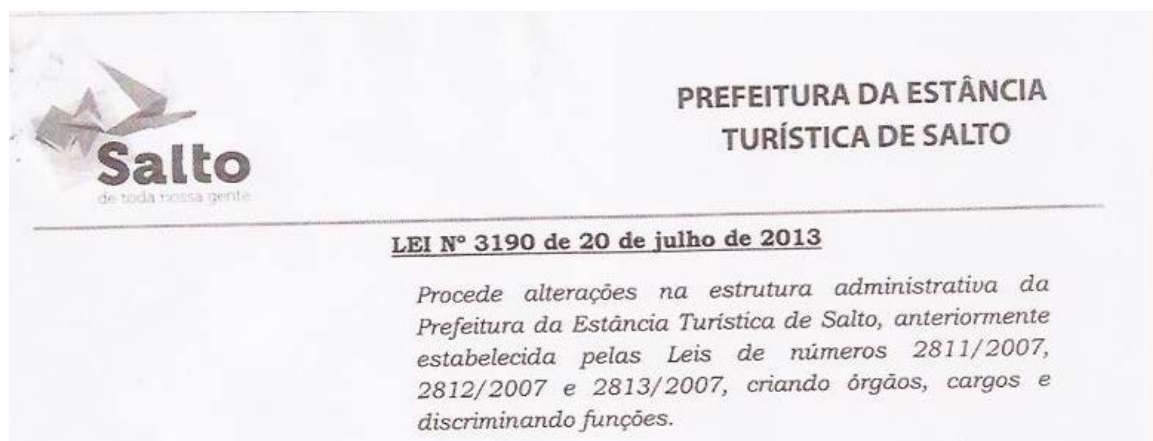 PREFEITURA DA ESTÂNCIA
TURÍSTICA DE SALTO
Salto
de toda nossa gente
LEI Nº 3190 de 20 de julho de 2013
Procede alterações na estrutura administrativa da
Prefeitura da Estância Turística de Salto, anteriormente
estabelecida pelas Leis de números 2811/2007,
2812/2007 e 2813/2007, criando órgãos, cargos e
discriminando funções.